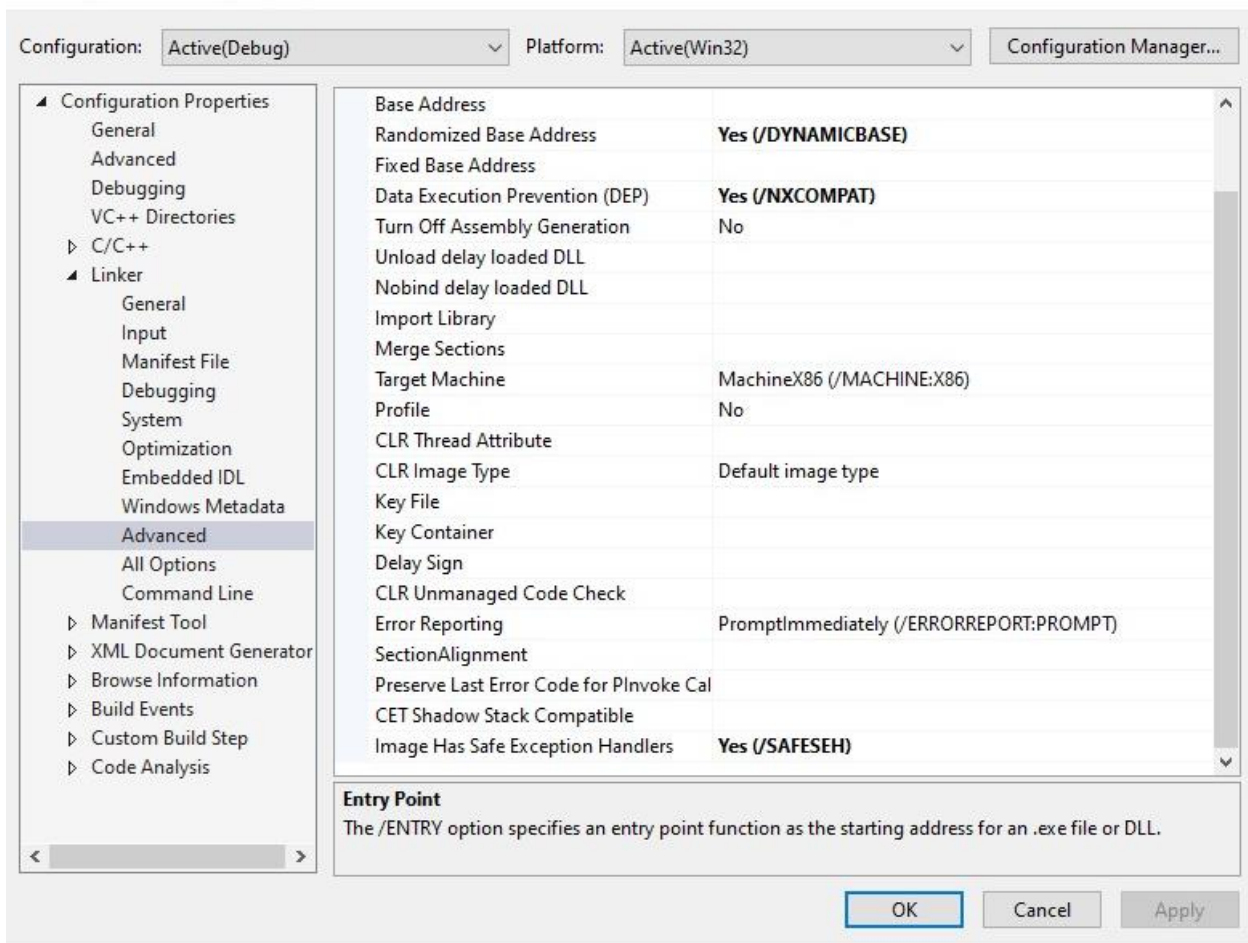 Configuration: Active(Debug) Platform: Active(Win32) Configuration Manager...
Configuration Properties
General
Advanced
Debugging
VC++ Directories
C/C++
Linker
General
Input
Manifest File
Debugging
System
Optimization
Embedded IDL
Windows Metadata
Advanced
All Options
Command Line
Manifest Tool
XML Document Generator
Browse Information
Build Events
Custom Build Step
Code Analysis
Base Address
Randomized Base Address Yes (/DYNAMICBASE)
Fixed Base Address
Data Execution Prevention (DEP) Yes (/NXCOMPAT)
Turn Off Assembly Generation No
Unload delay loaded DLL
Nobind delay loaded DLL
Import Library
Merge Sections
Target Machine MachineX86 (/MACHINE:X86)
Profile No
CLR Thread Attribute
CLR Image Type Default image type
Key File
Key Container
Delay Sign
CLR Unmanaged Code Check
Error Reporting PromptImmediately (/ERRORREPORT:PROMPT)
SectionAlignment
Preserve Last Error Code for PInvoke Cal
CET Shadow Stack Compatible
Image Has Safe Exception Handlers Yes (/SAFESEH)
Entry Point
The /ENTRY option specifies an entry point function as the starting address for an .exe file or DLL.
OK Cancel Apply